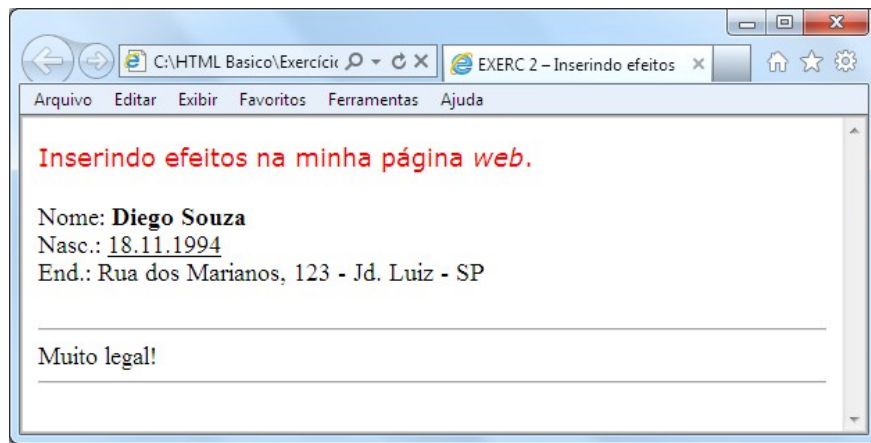 C:\HTML Basico\Exercíci
EXERC 2 – Inserindo efeitos
Arquivo Editar Exibir Favoritos Ferramentas Ajuda
Inserindo efeitos na minha página web.
Nome: Diego Souza
Nasc.: 18.11.1994
End.: Rua dos Marianos, 123 - Jd. Luiz - SP
Muito legal!